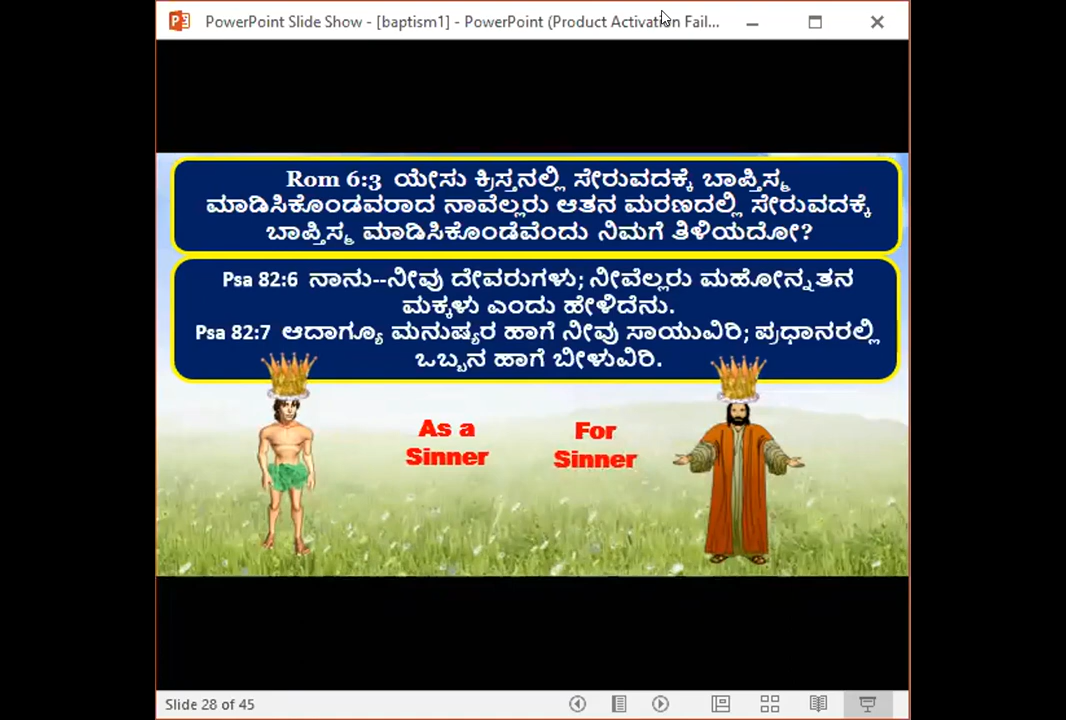 PowerPoint Slide Show - [baptism1] - PowerPoint (Product Activation Fail...
Rom 6:3 ಯೇಸು ಕ್ರಿಸ್ತನಲ್ಲಿ ಸೇರುವದಕ್ಕೆ ಬಾಪ್ತಿಸ್ಮ
ಮಾಡಿಸಿಕೊಂಡವರಾದ ನಾವೆಲ್ಲರು ಆತನ ಮರಣದಲ್ಲಿ ಸೇರುವದಕ್ಕೆ
ಬಾಪ್ತಿಸ್ಮ ಮಾಡಿಸಿಕೊಂಡೆವೆಂದು ನಿಮಗೆ ತಿಳಿಯದೋ?
Psa 82:6 ನಾನು--ನೀವು ದೇವರುಗಳು; ನೀವೆಲ್ಲರು ಮಹೋನ್ನತನ
ಮಕ್ಕಳು ಎಂದು ಹೇಳಿದೆನು.
Psa 82:7 ಆದಾಗ್ಯೂ ಮನುಷ್ಯರ ಹಾಗೆ ನೀವು ಸಾಯುವಿರಿ; ಪ್ರಧಾನರಲ್ಲಿ
ಒಬ್ಬನ ಹಾಗೆ ಬೀಳುವಿರಿ.
As a
Sinner
For
Sinner
Slide 28 of 45